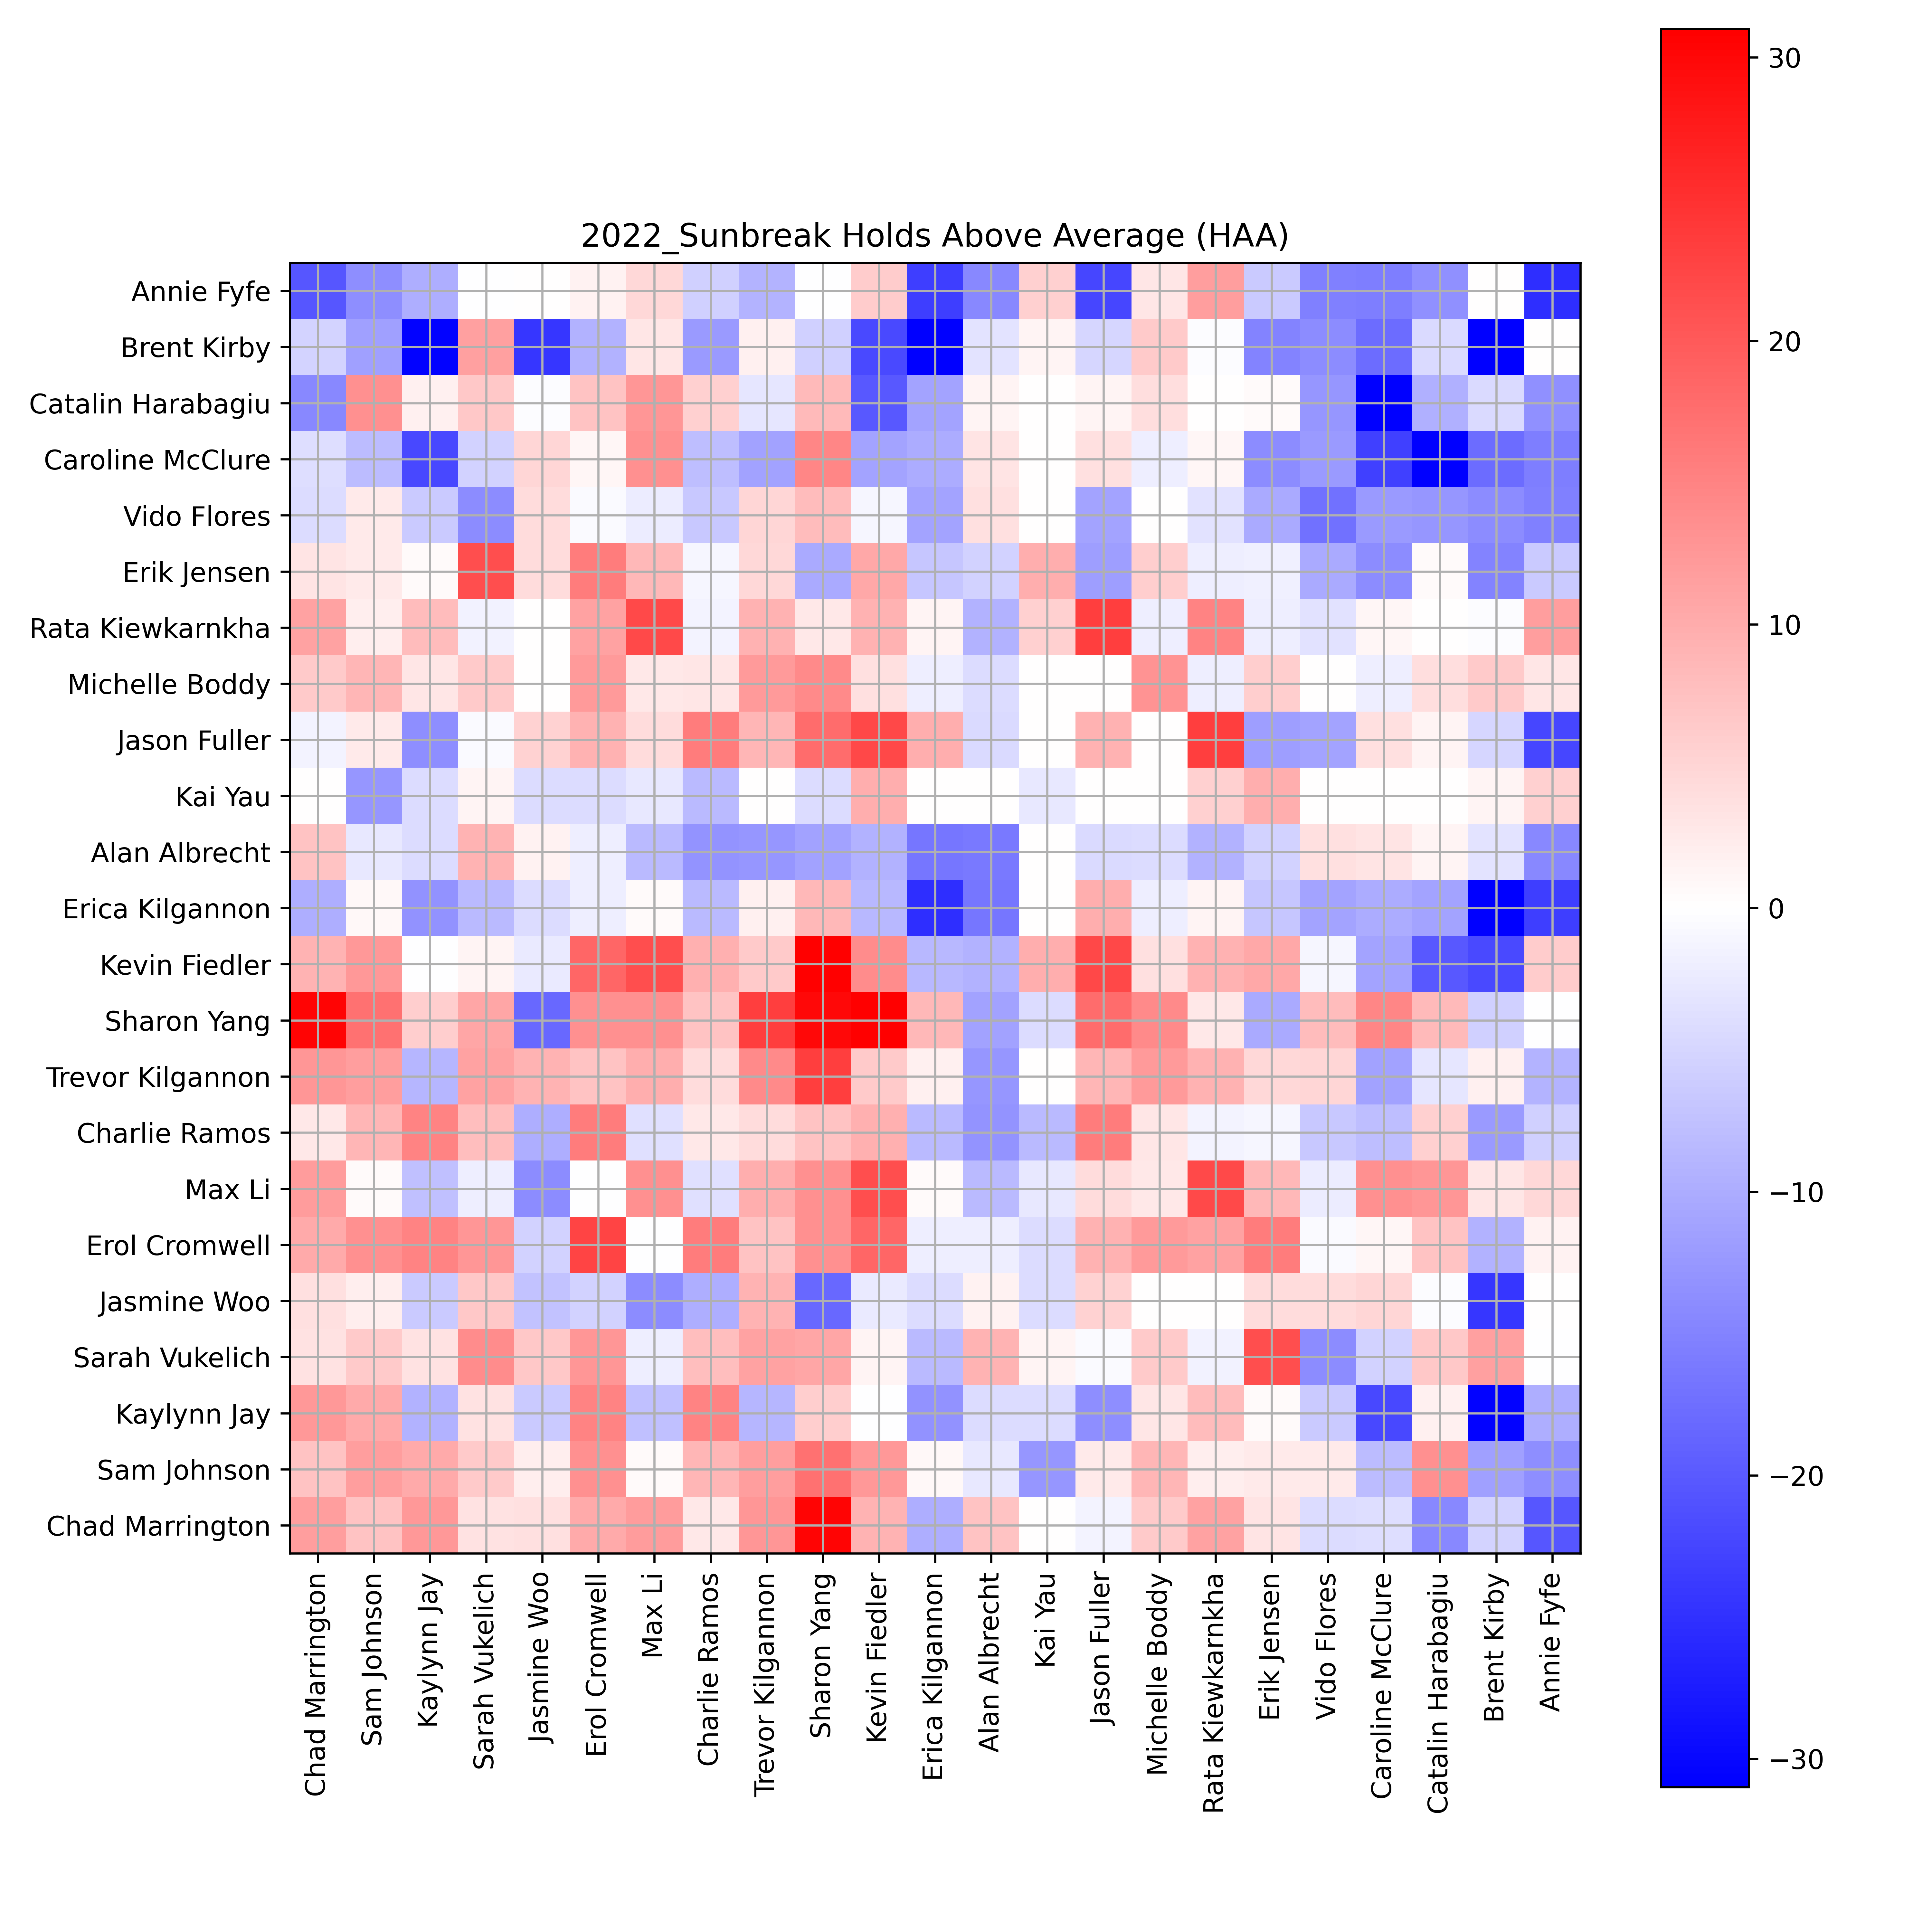 2022_Sunbreak Holds Above Average (HAA)
Annie Fyfe
Brent Kirby
Catalin Harabagiu
Caroline McClure
Vido Flores
Erik Jensen
Rata Kiewkarnkha
Michelle Boddy
Jason Fuller
Kai Yau
Alan Albrecht
Erica Kilgannon
Kevin Fiedler
Sharon Yang
Trevor Kilgannon
Charlie Ramos
Max Li
Erol Cromwell
Jasmine Woo
Sarah Vukelich
Kaylynn Jay
Sam Johnson
Chad Marrington
Chad Marrington
Sam Johnson
Kaylynn Jay
Sarah Vukelich
Jasmine Woo
Erol Cromwell
Max Li
Charlie Ramos
Trevor Kilgannon
Sharon Yang
Kevin Fiedler
Erica Kilgannon
Alan Albrecht
Kai Yau
Jason Fuller
Michelle Boddy
Rata Kiewkarnkha
Erik Jensen
Vido Flores
Caroline McClure
Catalin Harabagiu
Brent Kirby
Annie Fyfe
30
20
10
0
−10
−20
−30